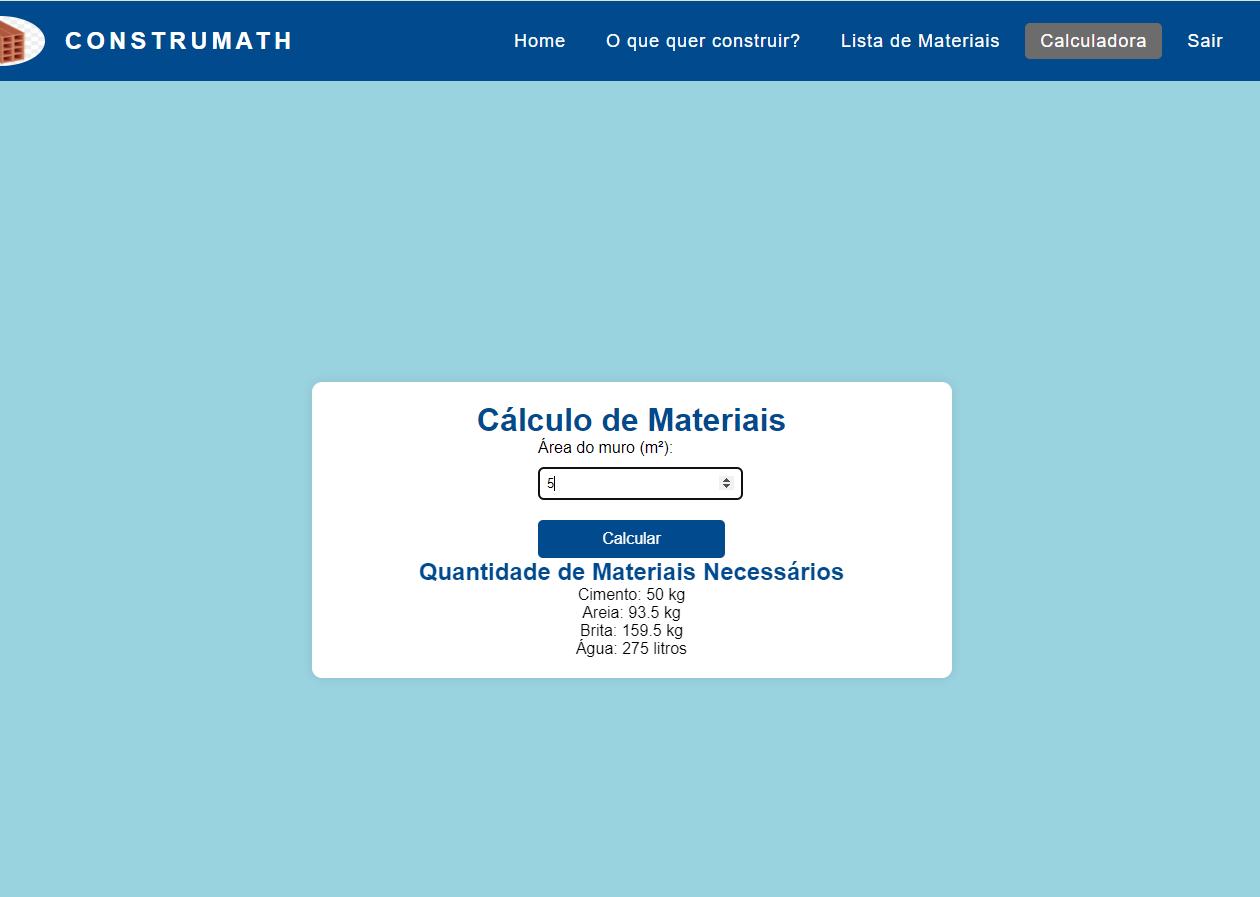 CONSTRUMATH
Home
O que quer construir?
Lista de Materiais
Calculadora
Sair
Cálculo de Materiais
Área do muro (m²):
5
Calcular
Quantidade de Materiais Necessários
Cimento: 50 kg
Areia: 93.5 kg
Brita: 159.5 kg
Água: 275 litros